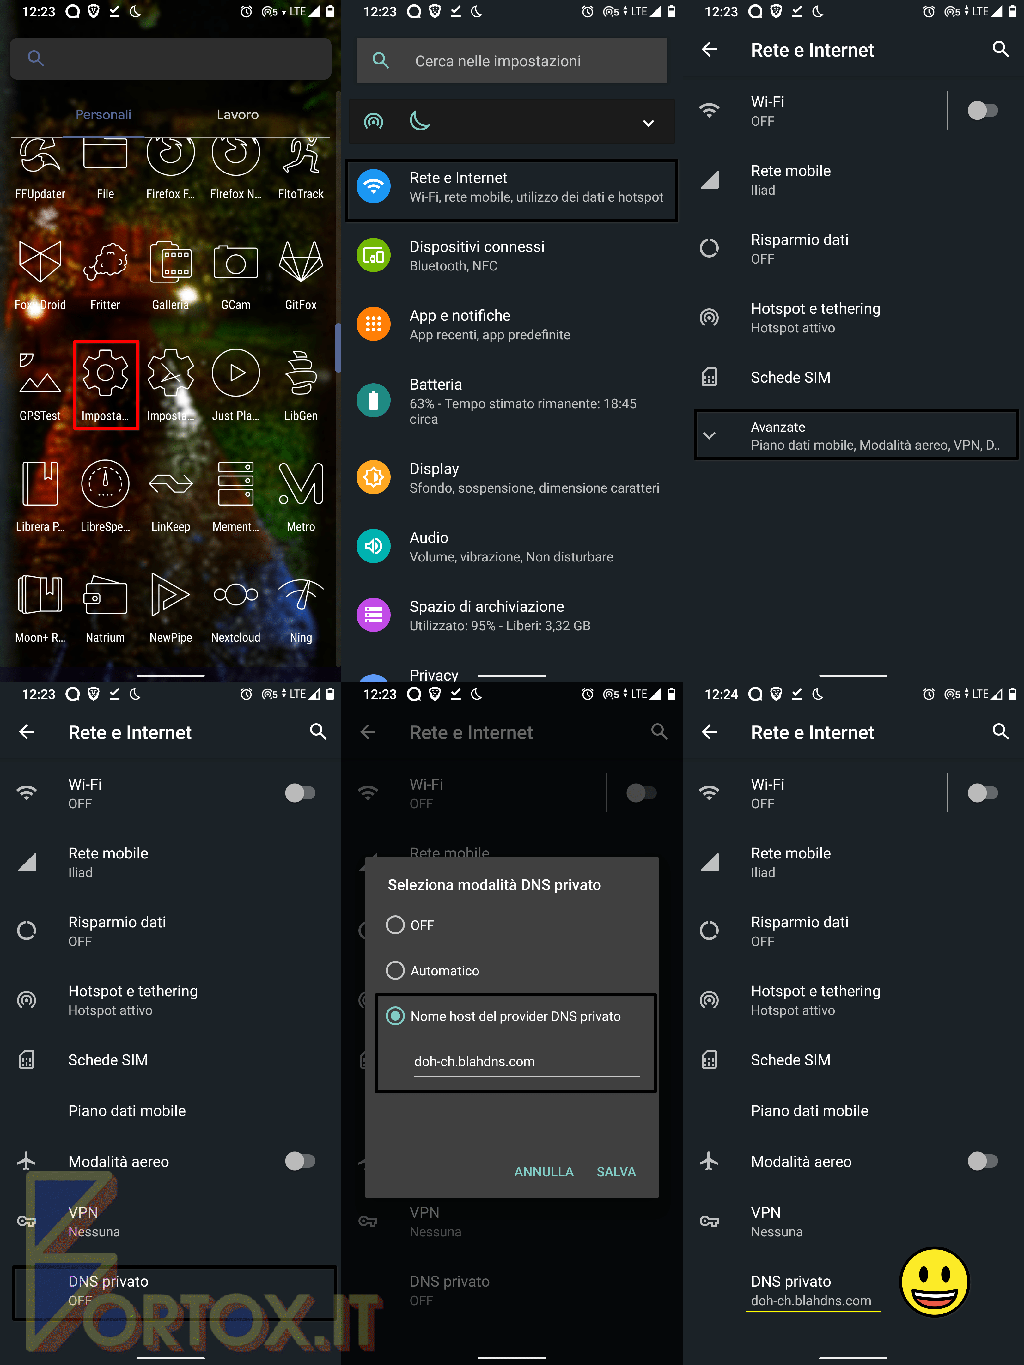 12:23
5 LTE
Personali
Lavoro
FFUpdater
File
Firefox F...
Firefox N...
FitoTrack
Foxy Droid
Fritter
Galleria
GCam
GitFox
GPSTest
Imposta...
Imposta...
Just Pla...
LibGen
Librera P...
LibreSpe...
LinKeep
Mement...
Metro
Moon+ R...
Natrium
NewPipe
Nextcloud
Ning
12:23
5 LTE
Cerca nelle impostazioni
Rete e Internet
Wi-Fi, rete mobile, utilizzo dei dati e hotspot
Dispositivi connessi
Bluetooth, NFC
App e notifiche
App recenti, app predefinite
Batteria
63% - Tempo stimato rimanente: 18:45
circa
Display
Sfondo, sospensione, dimensione caratteri
Audio
Volume, vibrazione, Non disturbare
Spazio di archiviazione
Utilizzato: 95% - Liberi: 3,32 GB
Privacy
12:23
5 LTE
Rete e Internet
Wi-Fi
OFF
Rete mobile
Iliad
Risparmio dati
OFF
Hotspot e tethering
Hotspot attivo
Schede SIM
Avanzate
Piano dati mobile, Modalità aereo, VPN, D..
12:23
5 LTE
Rete e Internet
Wi-Fi
OFF
Rete mobile
Iliad
Risparmio dati
OFF
Hotspot e tethering
Hotspot attivo
Schede SIM
Piano dati mobile
Modalità aereo
VPN
Nessuna
DNS privato
OFF
ORTOX.IT
12:23
5 LTE
Rete e Internet
Wi-Fi
OFF
Rete mobile
Seleziona modalità DNS privato
OFF
Automatico
Nome host del provider DNS privato
doh-ch.blahdns.com
ANNULLA
SALVA
VPN
Nessuna
DNS privato
OFF
12:24
5 LTE
Rete e Internet
Wi-Fi
OFF
Rete mobile
Iliad
Risparmio dati
OFF
Hotspot e tethering
Hotspot attivo
Schede SIM
Piano dati mobile
Modalità aereo
VPN
Nessuna
DNS privato
doh-ch.blahdns.com